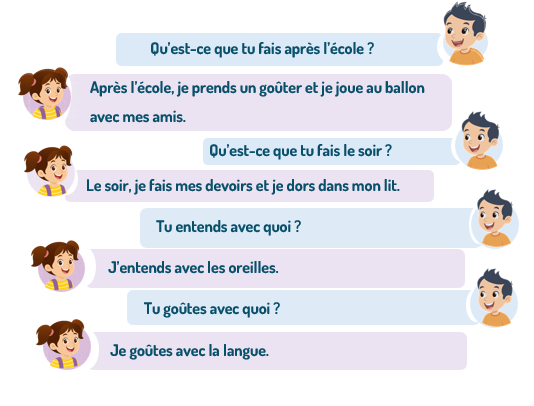 Qu'est-ce que tu fais après l'école ?
Après l'école, je prends un goûter et je joue au ballon
avec mes amis.
Qu'est-ce que tu fais le soir ?
Le soir, je fais mes devoirs et je dors dans mon lit.
Tu entends avec quoi ?
J'entends avec les oreilles.
Tu goûtes avec quoi ?
Je goûtes avec la langue.